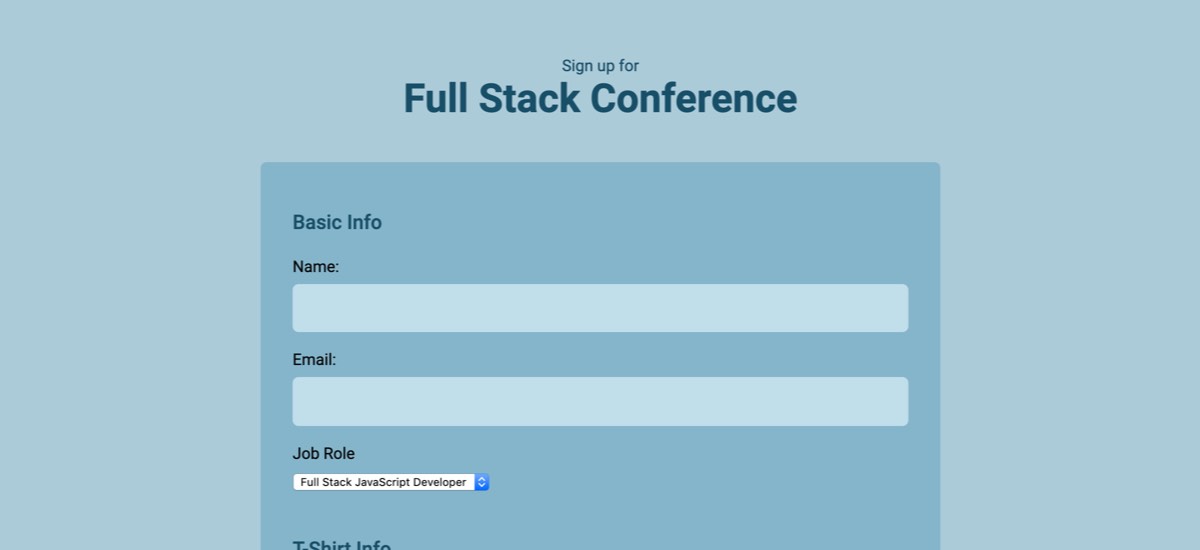 Sign up for
Full Stack Conference
Basic Info
Name:
Email:
Job Role
Full Stack JavaScript Developer
T-Shirt Info